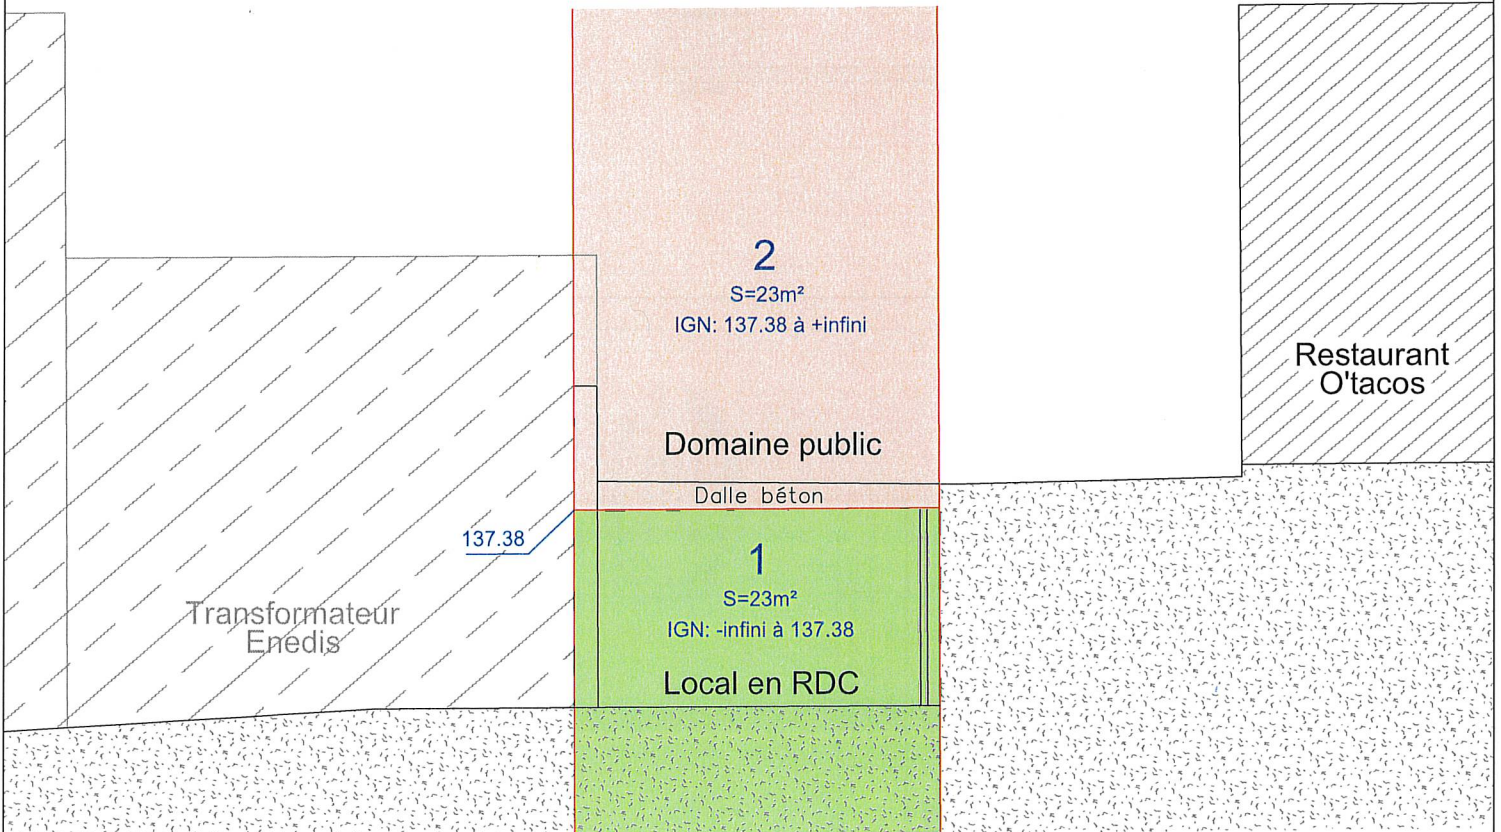 2
S=23m²
IGN: 137.38 à +infini
Restaurant
O'tacos
Domaine public
Dalle béton
137.38
1
S=23m²
IGN: -infini à 137.38
Transformateur
Enedis
Local en RDC